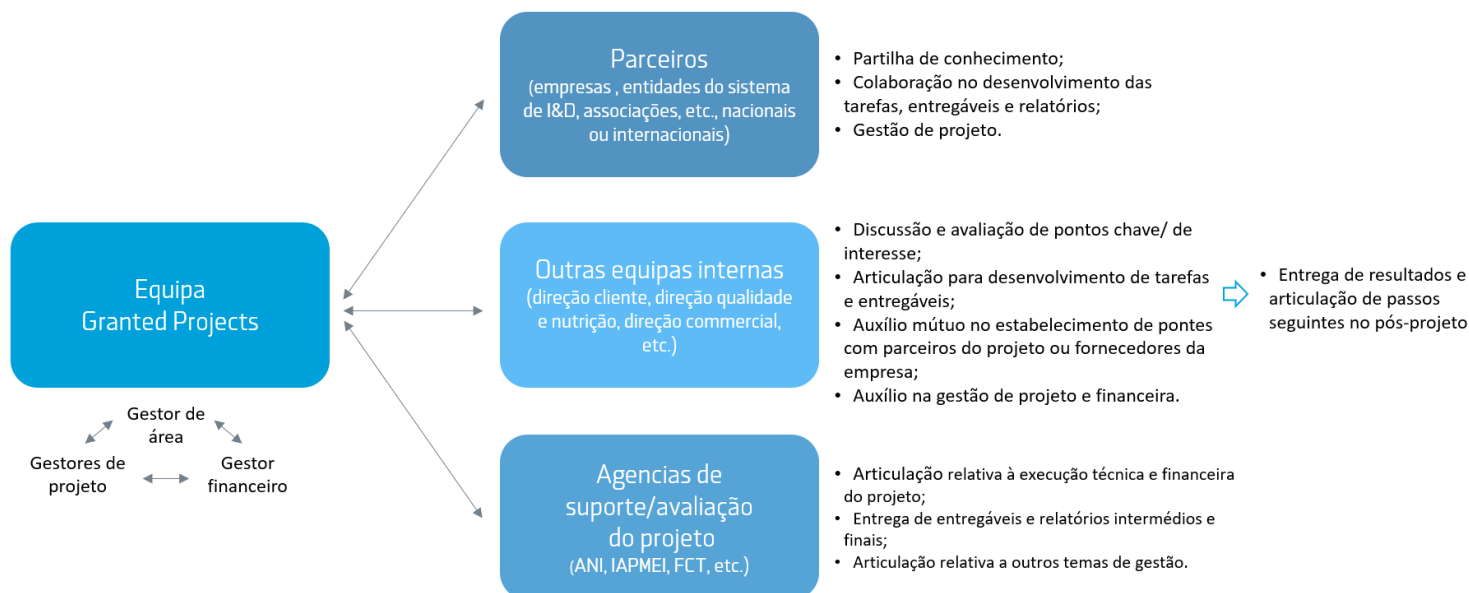 Equipa
Granted Projects
Gestor de
área
Gestores de
projeto
Gestor
financeiro
Parceiros
(empresas , entidades do sistema
de I&D, associações, etc., nacionais
ou internacionais)
• Partilha de conhecimento;
• Colaboração no desenvolvimento das
tarefas, entregáveis e relatórios;
• Gestão de projeto.
Outras equipas internas
(direção cliente, direção qualidade
e nutrição, direção commercial,
etc.)
• Discussão e avaliação de pontos chave/ de
interesse;
• Articulação para desenvolvimento de tarefas
e entregáveis;
• Auxílio mútuo no estabelecimento de pontes
com parceiros do projeto ou fornecedores da
empresa;
• Auxílio na gestão de projeto e financeira.
• Entrega de resultados e
articulação de passos
seguintes no pós-projeto
Agencias de
suporte/avaliação
do projeto
(ANI, IAPMEI, FCT, etc.)
• Articulação relativa à execução técnica e financeira
do projeto;
• Entrega de entregáveis e relatórios intermédios e
finais;
• Articulação relativa a outros temas de gestão.